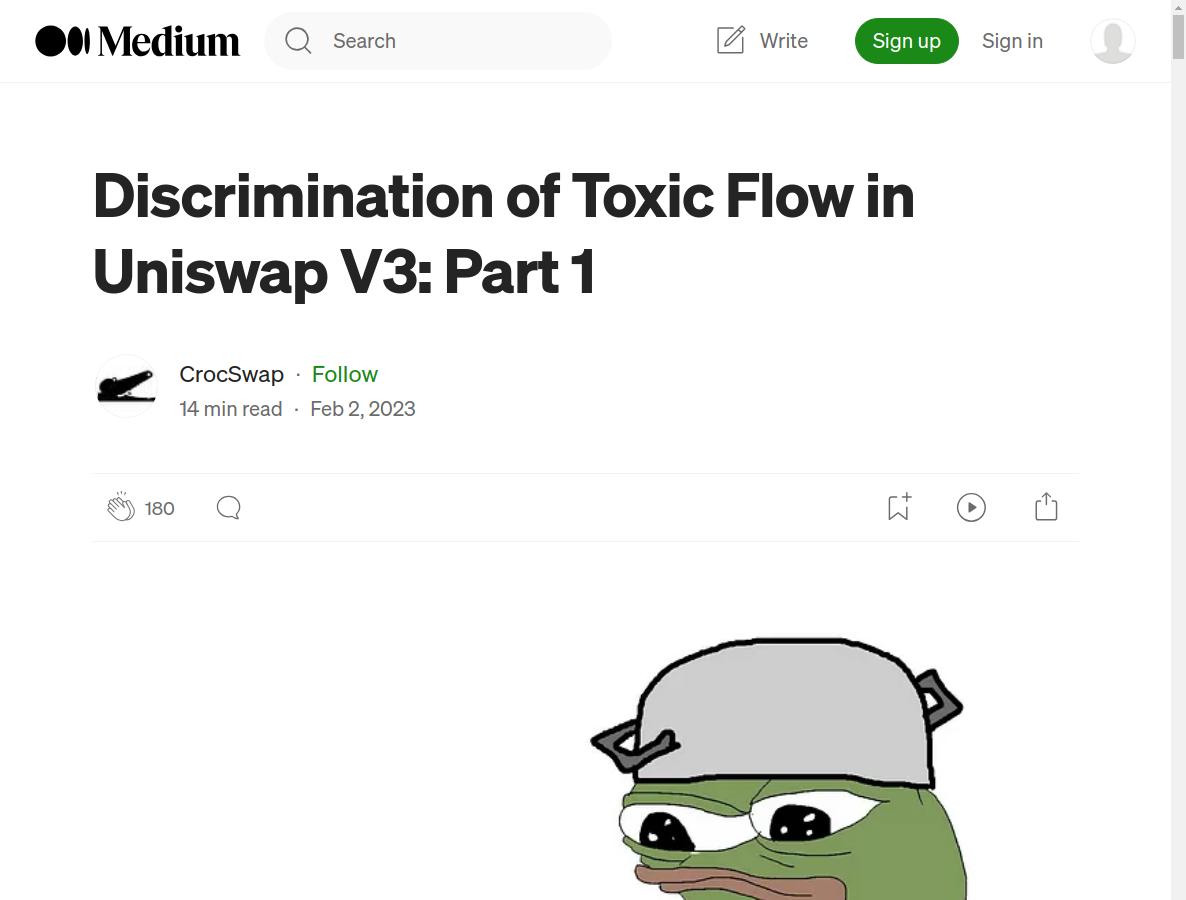 Medium
Search
Write
Sign up
Sign in
Discrimination of Toxic Flow in
Uniswap V3: Part 1
CrocSwap · Follow
14 min read · Feb 2, 2023
180